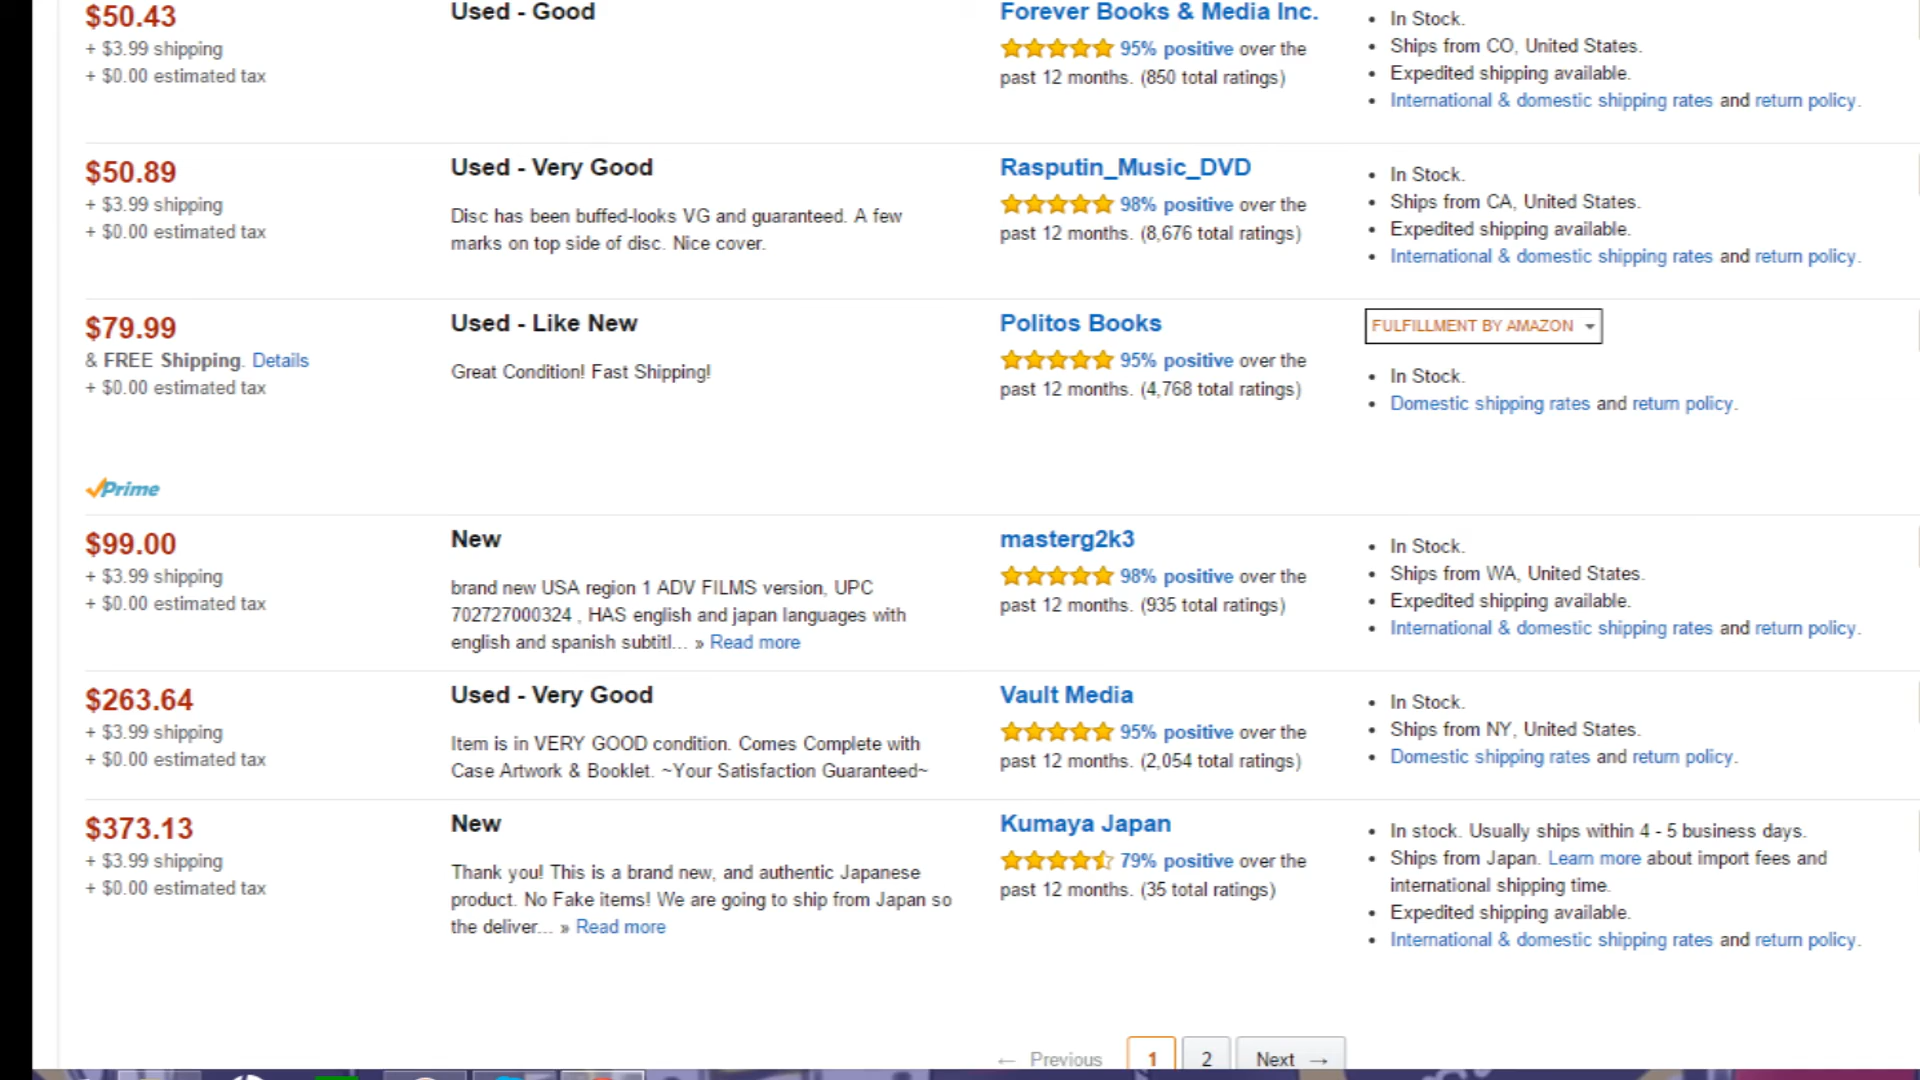 $50.43
+ $3.99 shipping
+ $0.00 estimated tax
Used - Good
Forever Books & Media Inc.
95% positive over the
past 12 months. (850 total ratings)
In Stock.
Ships from CO, United States.
Expedited shipping available.
International & domestic shipping rates and return policy.
$50.89
+ $3.99 shipping
+ $0.00 estimated tax
Used - Very Good
Disc has been buffed-looks VG and guaranteed. A few
marks on top side of disc. Nice cover.
Rasputin_Music_DVD
98% positive over the
past 12 months. (8,676 total ratings)
In Stock.
Ships from CA, United States.
Expedited shipping available.
International & domestic shipping rates and return policy.
$79.99
& FREE Shipping. Details
+ $0.00 estimated tax
Prime
Used - Like New
Great Condition! Fast Shipping!
Politos Books
95% positive over the
past 12 months. (4,768 total ratings)
FULFILLMENT BY AMAZON
In Stock.
Domestic shipping rates and return policy.
$99.00
+ $3.99 shipping
+ $0.00 estimated tax
New
brand new USA region 1 ADV FILMS version, UPC
702727000324 , HAS english and japan languages with
english and spanish subtitl... » Read more
masterg2k3
98% positive over the
past 12 months. (935 total ratings)
In Stock.
Ships from WA, United States.
Expedited shipping available.
International & domestic shipping rates and return policy.
$263.64
+ $3.99 shipping
+ $0.00 estimated tax
Used - Very Good
Item is in VERY GOOD condition. Comes Complete with
Case Artwork & Booklet. ~Your Satisfaction Guaranteed~
Vault Media
95% positive over the
past 12 months. (2,054 total ratings)
In Stock.
Ships from NY, United States.
Domestic shipping rates and return policy.
$373.13
+ $3.99 shipping
+ $0.00 estimated tax
New
Thank you! This is a brand new, and authentic Japanese
product. No Fake items! We are going to ship from Japan so
the deliver... » Read more
Kumaya Japan
79% positive over the
past 12 months. (35 total ratings)
In stock. Usually ships within 4 - 5 business days.
Ships from Japan. Learn more about import fees and
international shipping time.
Expedited shipping available.
International & domestic shipping rates and return policy.
← Previous 1 2 Next →